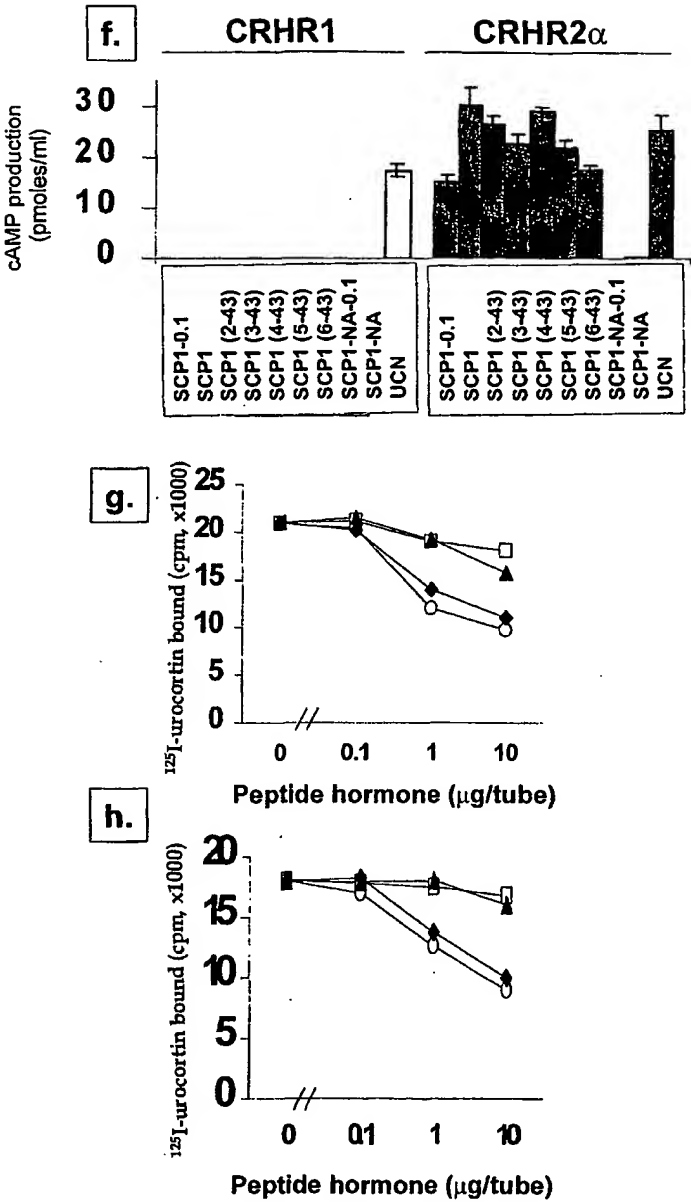 f.
CRHR1
CRHR2α
cAMP production
(pmoles/ml)
30
20
10
0
SCP1-0.1
SCP1
SCP1 (2-43)
SCP1 (3-43)
SCP1 (4-43)
SCP1 (5-43)
SCP1 (6-43)
SCP1-NA-0.1
SCP1-NA
UCN
SCP1-0.1
SCP1
SCP1 (2-43)
SCP1 (3-43)
SCP1 (4-43)
SCP1 (5-43)
SCP1 (6-43)
SCP1-NA-0.1
SCP1-NA
UCN
g.
¹²⁵I-urocortin bound (cpm, x1000)
25
20
15
10
5
0
0 // 0.1 1 10
Peptide hormone (μg/tube)
h.
¹²⁵I-urocortin bound (cpm, x1000)
20
15
10
5
0
0 // 0.1 1 10
Peptide hormone (μg/tube)